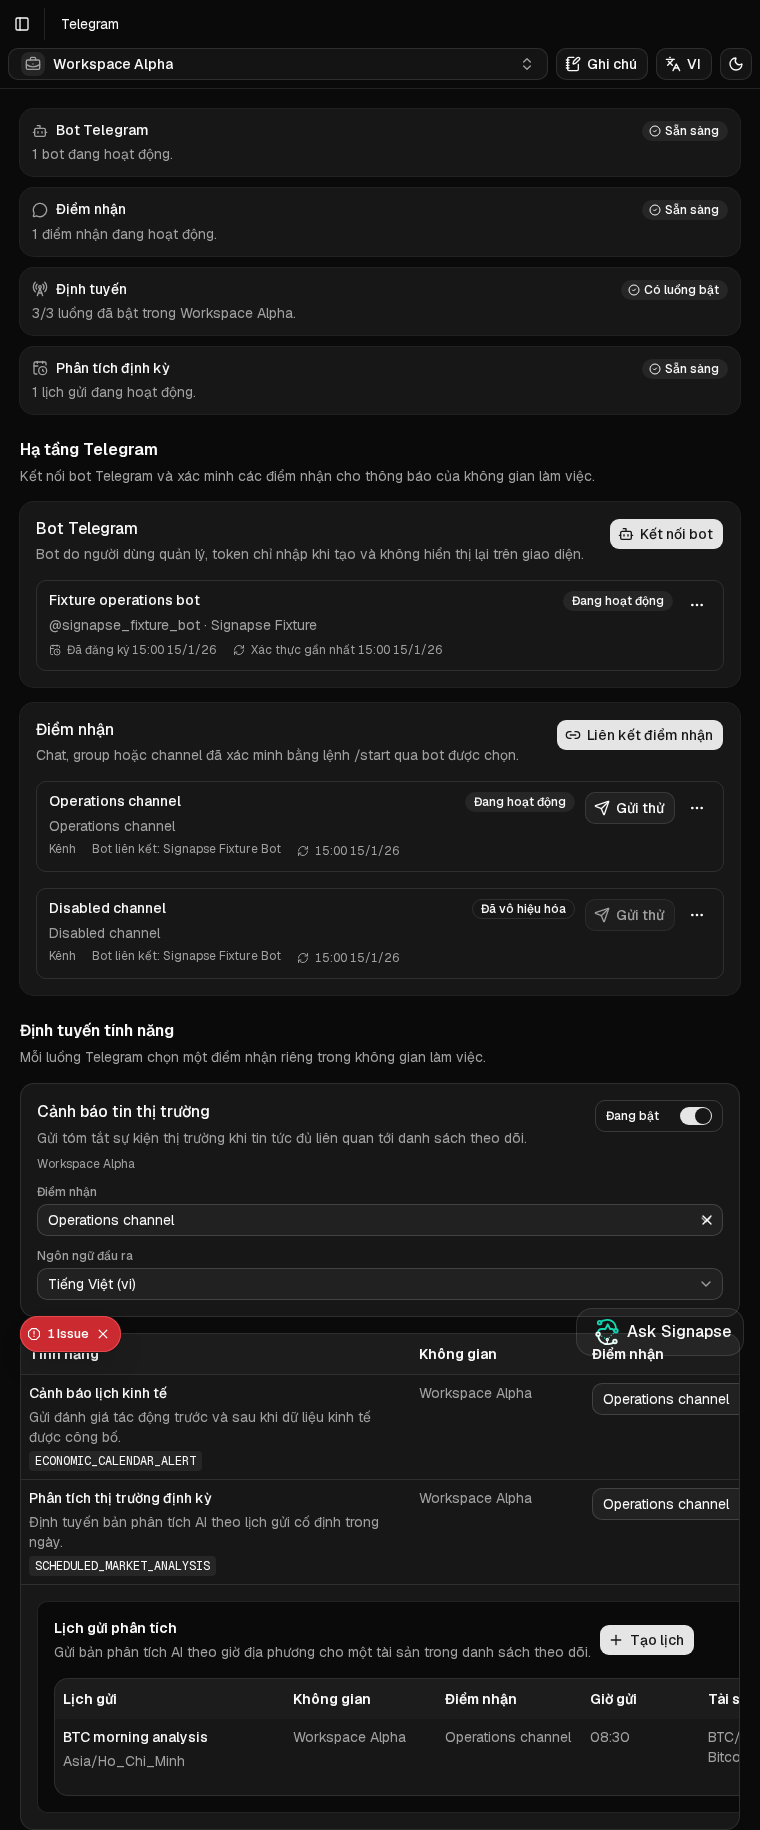 Telegram
Workspace Alpha
Ghi chú
VI
Bot Telegram
Sẵn sàng
1 bot đang hoạt động.
Điểm nhận
Sẵn sàng
1 điểm nhận đang hoạt động.
Định tuyến
Có luồng bật
3/3 luồng đã bật trong Workspace Alpha.
Phân tích định kỳ
Sẵn sàng
1 lịch gửi đang hoạt động.
Hạ tầng Telegram
Kết nối bot Telegram và xác minh các điểm nhận cho thông báo của không gian làm việc.
Bot Telegram
Kết nối bot
Bot do người dùng quản lý, token chỉ nhập khi tạo và không hiển thị lại trên giao diện.
Fixture operations bot
Đang hoạt động
@signapse_fixture_bot · Signapse Fixture
Đã đăng ký 15:00 15/1/26
Xác thực gần nhất 15:00 15/1/26
Điểm nhận
Liên kết điểm nhận
Chat, group hoặc channel đã xác minh bằng lệnh /start qua bot được chọn.
Operations channel
Đang hoạt động
Gửi thử
Operations channel
Kênh
Bot liên kết: Signapse Fixture Bot
15:00 15/1/26
Disabled channel
Đã vô hiệu hóa
Gửi thử
Disabled channel
Kênh
Bot liên kết: Signapse Fixture Bot
15:00 15/1/26
Định tuyến tính năng
Mỗi luồng Telegram chọn một điểm nhận riêng trong không gian làm việc.
Cảnh báo tin thị trường
Đang bật
Gửi tóm tắt sự kiện thị trường khi tin tức đủ liên quan tới danh sách theo dõi.
Workspace Alpha
Điểm nhận
Operations channel
Ngôn ngữ đầu ra
Tiếng Việt (vi)
1 Issue
Ask Signapse
Tính năng
Không gian
Điểm nhận
Cảnh báo lịch kinh tế
Workspace Alpha
Operations channel
Gửi đánh giá tác động trước và sau khi dữ liệu kinh tế
được công bố.
ECONOMIC_CALENDAR_ALERT
Phân tích thị trường định kỳ
Workspace Alpha
Operations channel
Định tuyến bản phân tích AI theo lịch gửi cố định trong
ngày.
SCHEDULED_MARKET_ANALYSIS
Lịch gửi phân tích
Tạo lịch
Gửi bản phân tích AI theo giờ địa phương cho một tài sản trong danh sách theo dõi.
Lịch gửi
Không gian
Điểm nhận
Giờ gửi
Tài s
BTC morning analysis
Workspace Alpha
Operations channel
08:30
BTC/
Asia/Ho_Chi_Minh
Bitco